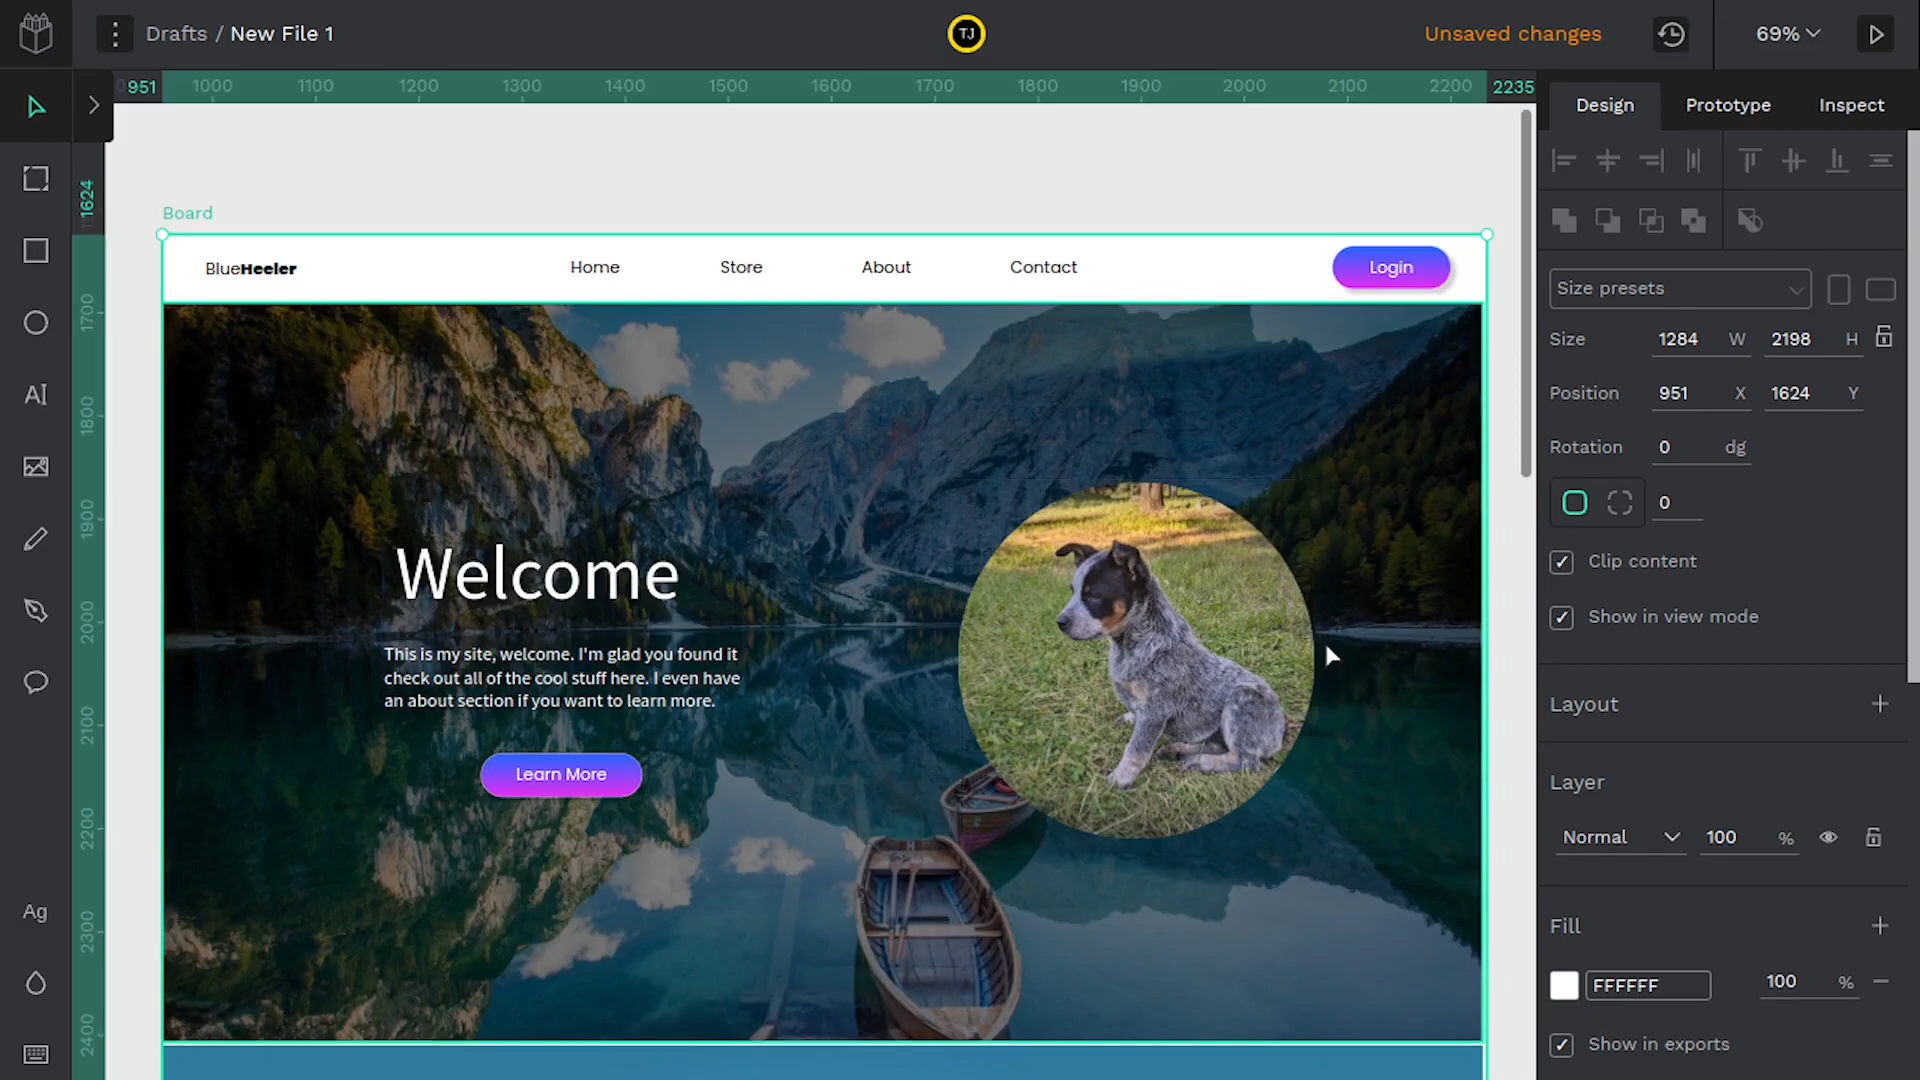 Drafts / New File 1
TJ
Unsaved changes
69%
951 1000 1100 1200 1300 1400 1500 1600 1700 1800 1900 2000 2100 2200 2235
Design Prototype Inspect
1624
1700
1800
1900
2000
2100
2200
2300
2400
Board
BlueHeeler Home Store About Contact Login
Welcome
This is my site, welcome. I'm glad you found it
check out all of the cool stuff here. I even have
an about section if you want to learn more.
Learn More
AI
Ag
Size presets
Size 1284 W 2198 H
Position 951 X 1624 Y
Rotation 0 dg
0
Clip content
Show in view mode
Layout
Layer
Normal 100 %
Fill
FFFFFF 100 %
Show in exports